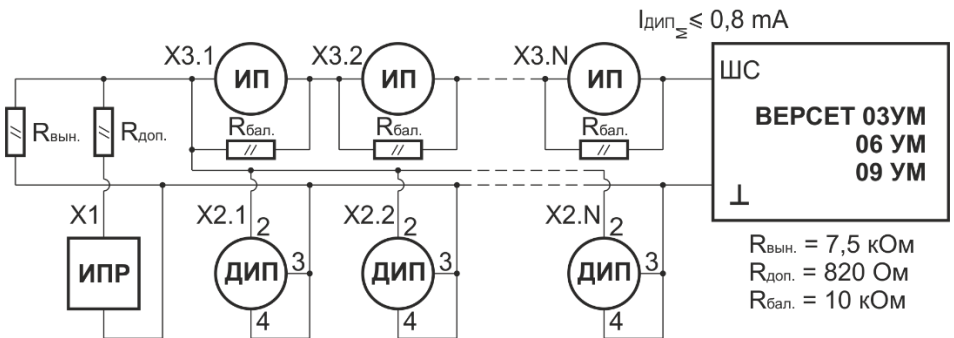 IДИПм ≤ 0,8 mA
X3.1 X3.2 X3.N
ИП ИП ИП
ШС
Rвын. Rдоп. Rбал. Rбал. Rбал.
ВЕРСЕТ 03УМ
06 УМ
09 УМ
⊥
X1 X2.1 2 X2.2 2 X2.N 2
ИПР ДИП 3 ДИП 3 ДИП 3
4 4 4
Rвын. = 7,5 кОм
Rдоп. = 820 Ом
Rбал. = 10 кОм